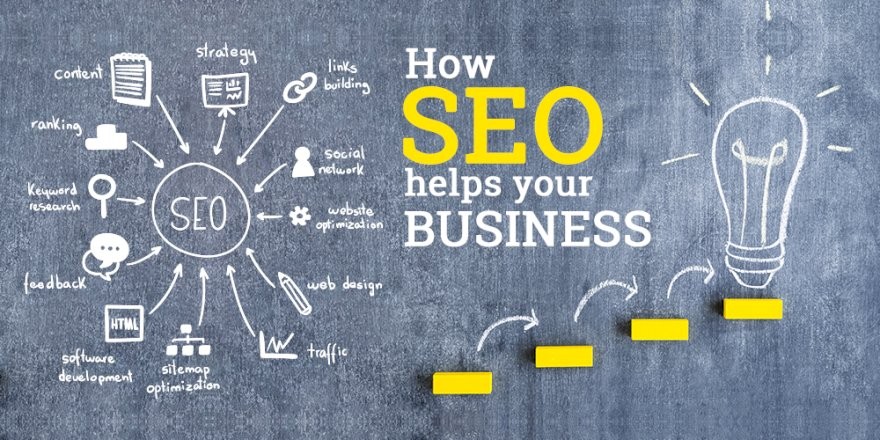 How
SEO
helps your
BUSINESS
strategy
content
links
building
ranking
social
network
Keyword
research
SEO
website
optimization
feedback
web design
HTML
software
development
sitemap
optimization
traffic